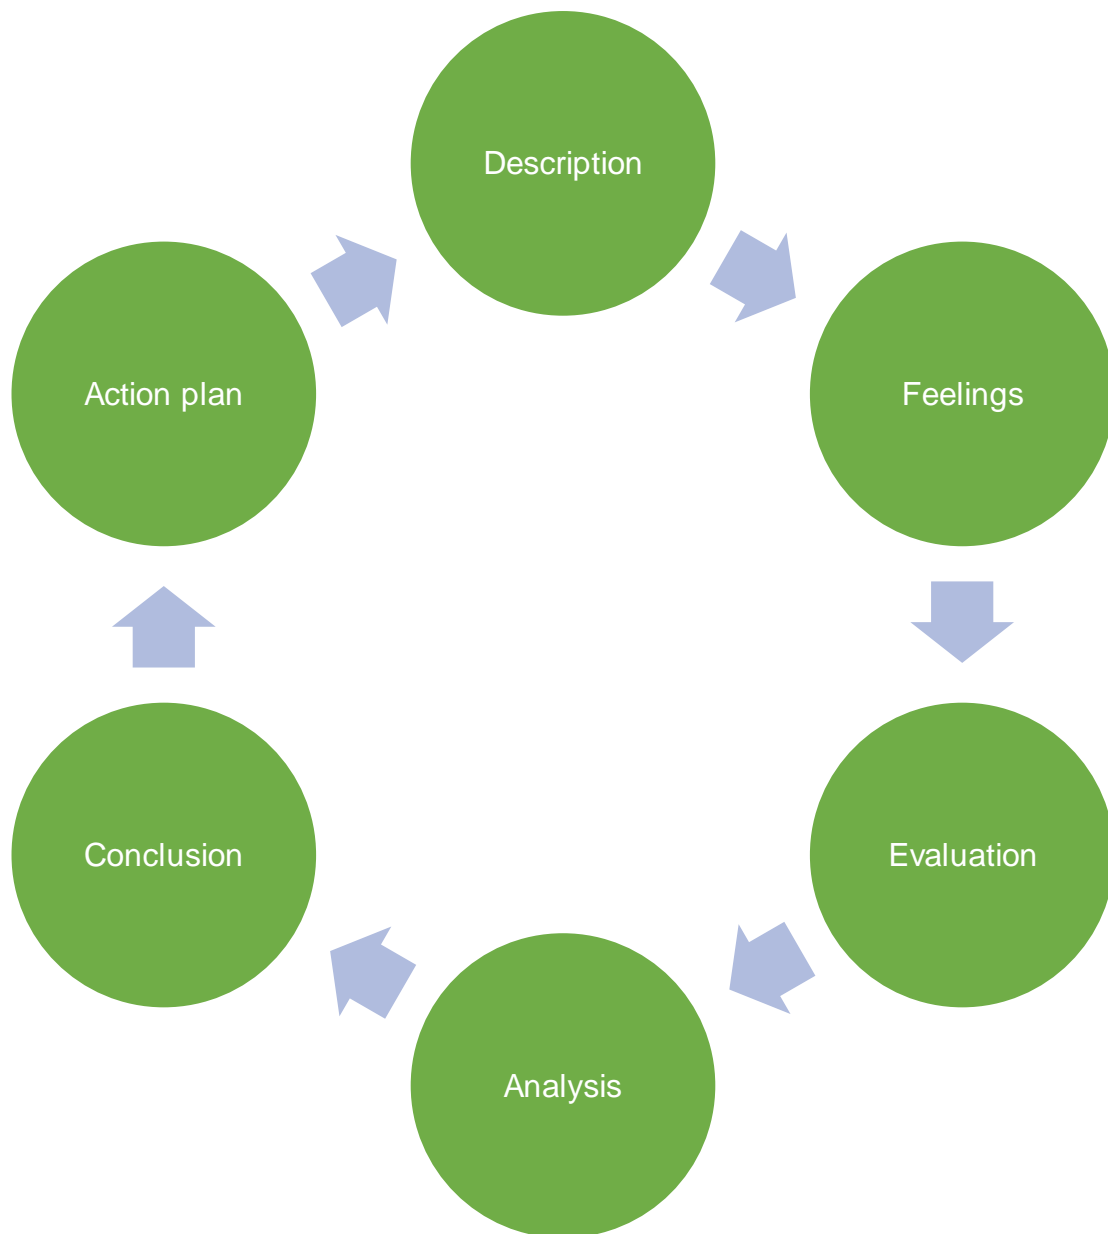 Description
Feelings
Evaluation
Analysis
Conclusion
Action plan